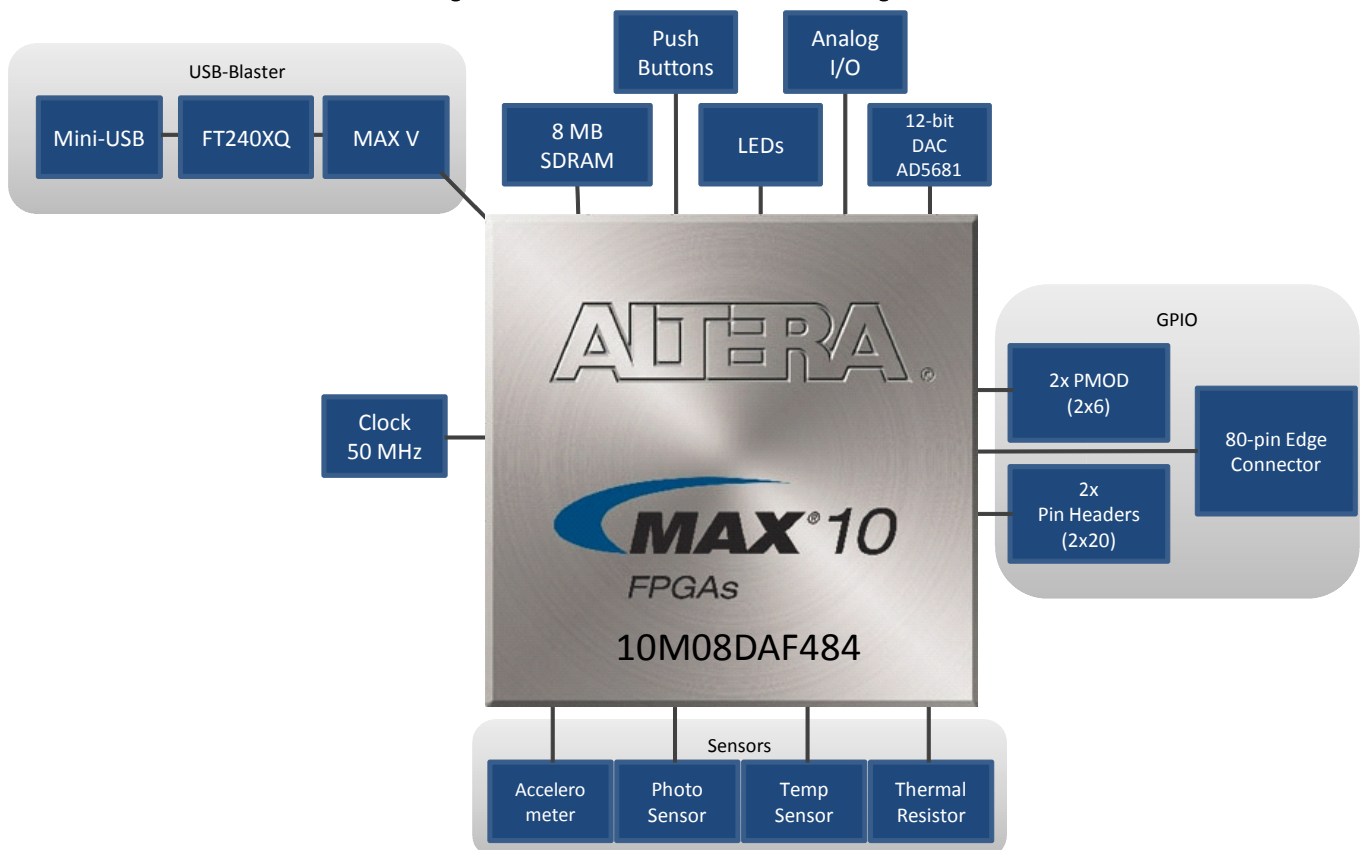 Push
Buttons
Analog
I/O
USB-Blaster
Mini-USB
FT240XQ
MAX V
8 MB
SDRAM
LEDs
12-bit
DAC
AD5681
ALTERA®
GPIO
2x PMOD
(2x6)
80-pin Edge
Connector
2x
Pin Headers
(2x20)
Clock
50 MHz
MAX® 10
FPGAs
10M08DAF484
Sensors
Accelero
meter
Photo
Sensor
Temp
Sensor
Thermal
Resistor